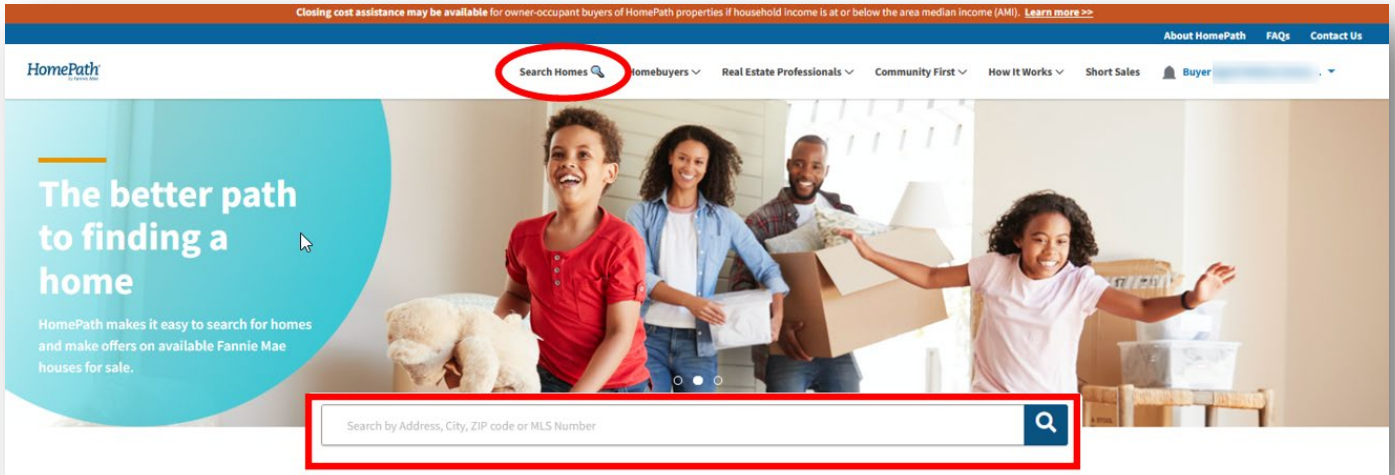 Closing cost assistance may be available for owner-occupant buyers of HomePath properties if household income is at or below the area median income (AMI). Learn more >>
About HomePath FAQs Contact Us
HomePath
by Fannie Mae
Search Homes Homebuyers Real Estate Professionals Community First How It Works Short Sales Buyer
The better path
to finding a
home
HomePath makes it easy to search for homes
and make offers on available Fannie Mae
houses for sale.
Search by Address, City, ZIP code or MLS Number